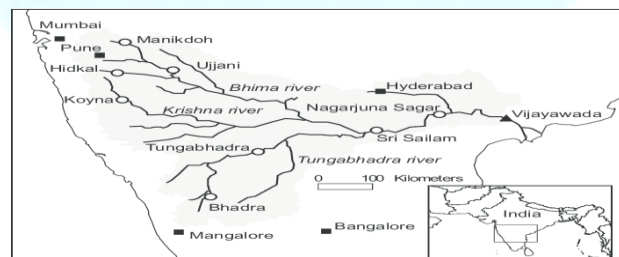 Mumbai
Manikdoh
Pune
Ujjani
Hidkal
Bhima river
Hyderabad
Koyna
Krishna river
Nagarjuna Sagar
Vijayawada
Sri Sailam
Tungabhadra
Tungabhadra river
0 100 Kilometers
Bhadra
India
Mangalore
Bangalore